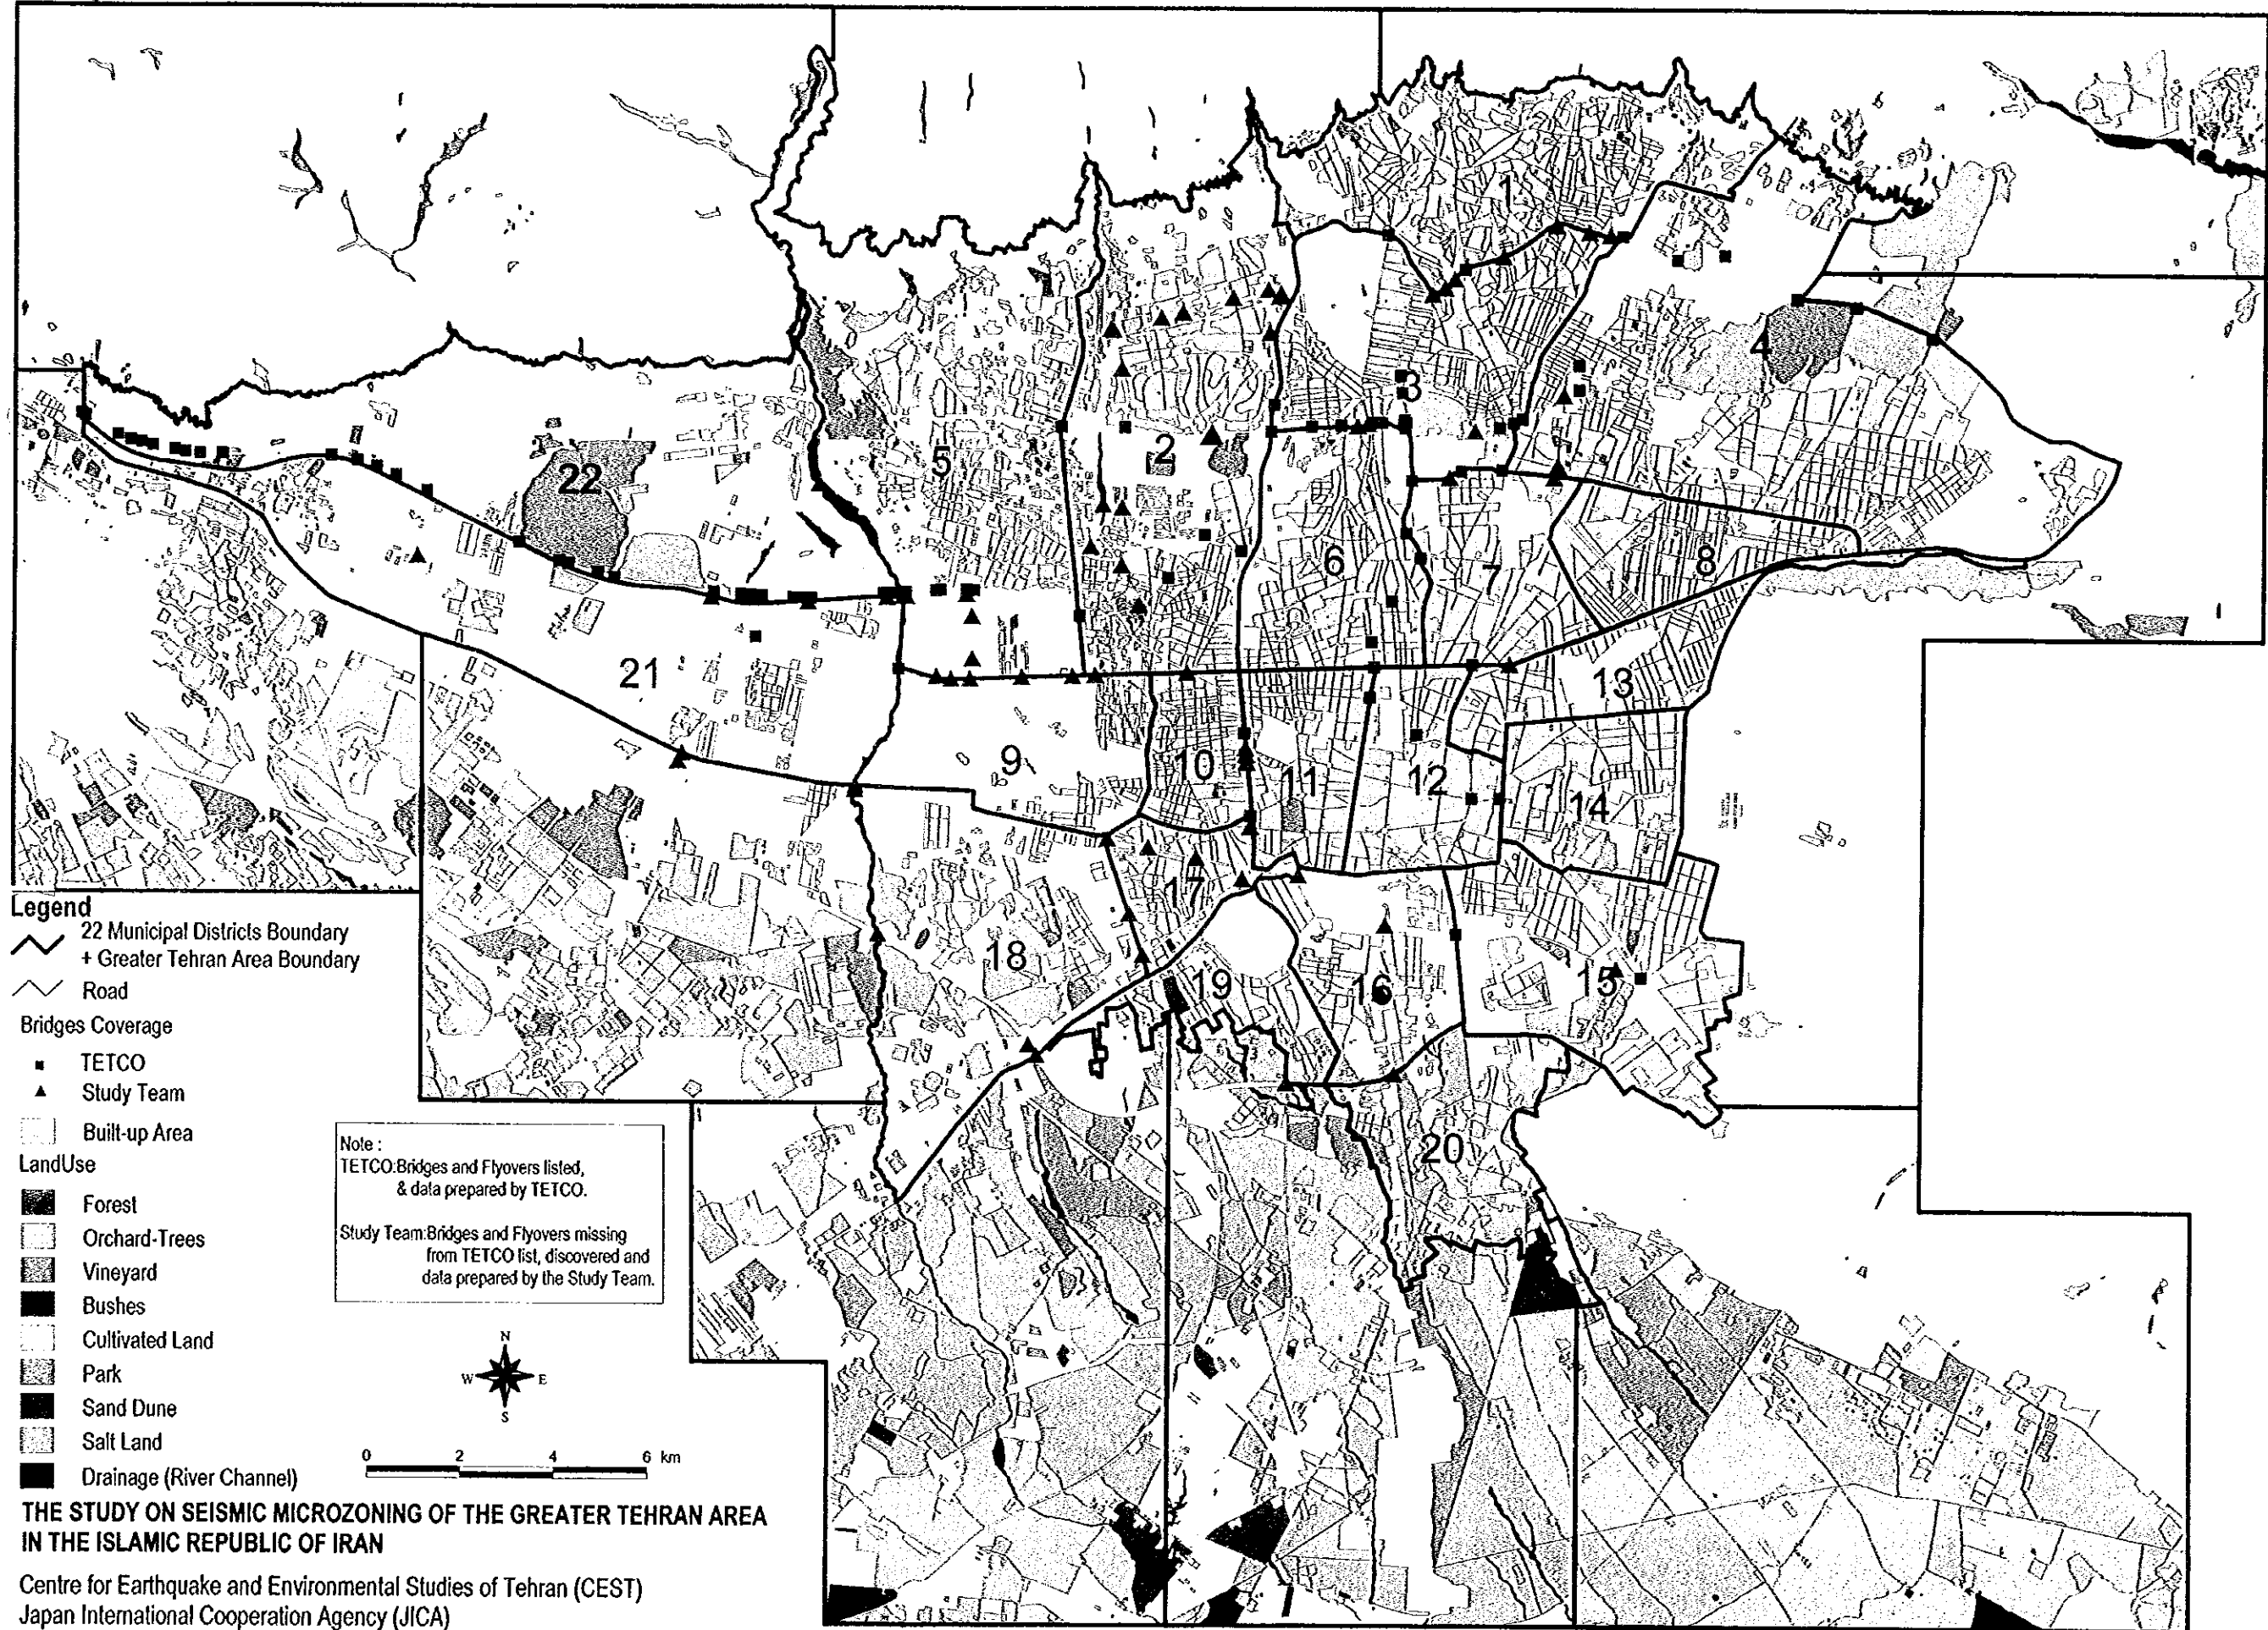 1
4
3
2
5
22
6
7
8
21
13
9
10
11
12
14
17
18
19
16
15
20
Legend
22 Municipal Districts Boundary
+ Greater Tehran Area Boundary
Road
Bridges Coverage
TETCO
Study Team
Built-up Area
LandUse
Forest
Orchard-Trees
Vineyard
Bushes
Cultivated Land
Park
Sand Dune
Salt Land
Drainage (River Channel)
Note :
TETCO:Bridges and Flyovers listed,
& data prepared by TETCO.
Study Team:Bridges and Flyovers missing
from TETCO list, discovered and
data prepared by the Study Team.
N
W E
S
0 2 4 6 km
THE STUDY ON SEISMIC MICROZONING OF THE GREATER TEHRAN AREA
IN THE ISLAMIC REPUBLIC OF IRAN
Centre for Earthquake and Environmental Studies of Tehran (CEST)
Japan International Cooperation Agency (JICA)